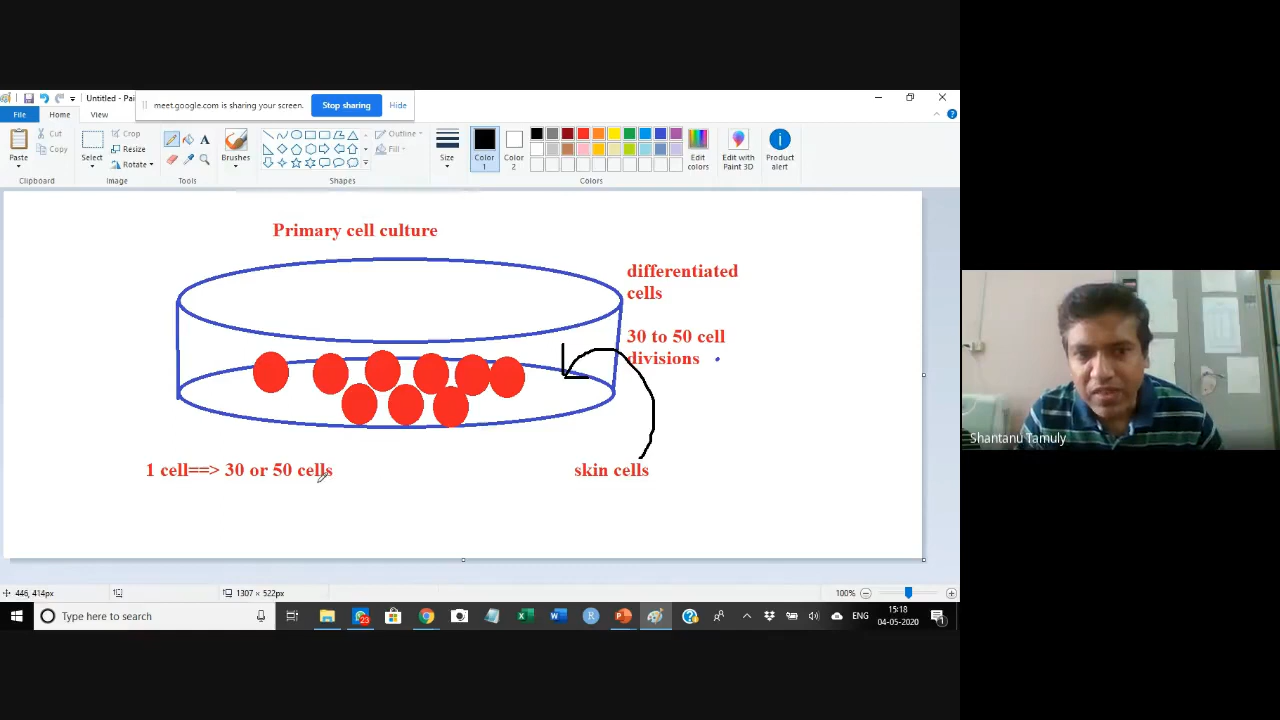 Untitled - Pai
meet.google.com is sharing your screen.
Stop sharing
Hide
File
Home
View
Paste
Cut
Copy
Clipboard
Select
Crop
Resize
Rotate
Image
Tools
Brushes
Shapes
Outline
Fill
Size
Color
1
Color
2
Edit
colors
Edit with
Paint 3D
Product
alert
Colors
Primary cell culture
differentiated
cells
30 to 50 cell
divisions
1 cell==> 30 or 50 cells
skin cells
Shantanu Tamuly
446, 414px
1307 × 522px
100%
Type here to search
23
ENG
15:18
04-05-2020
1